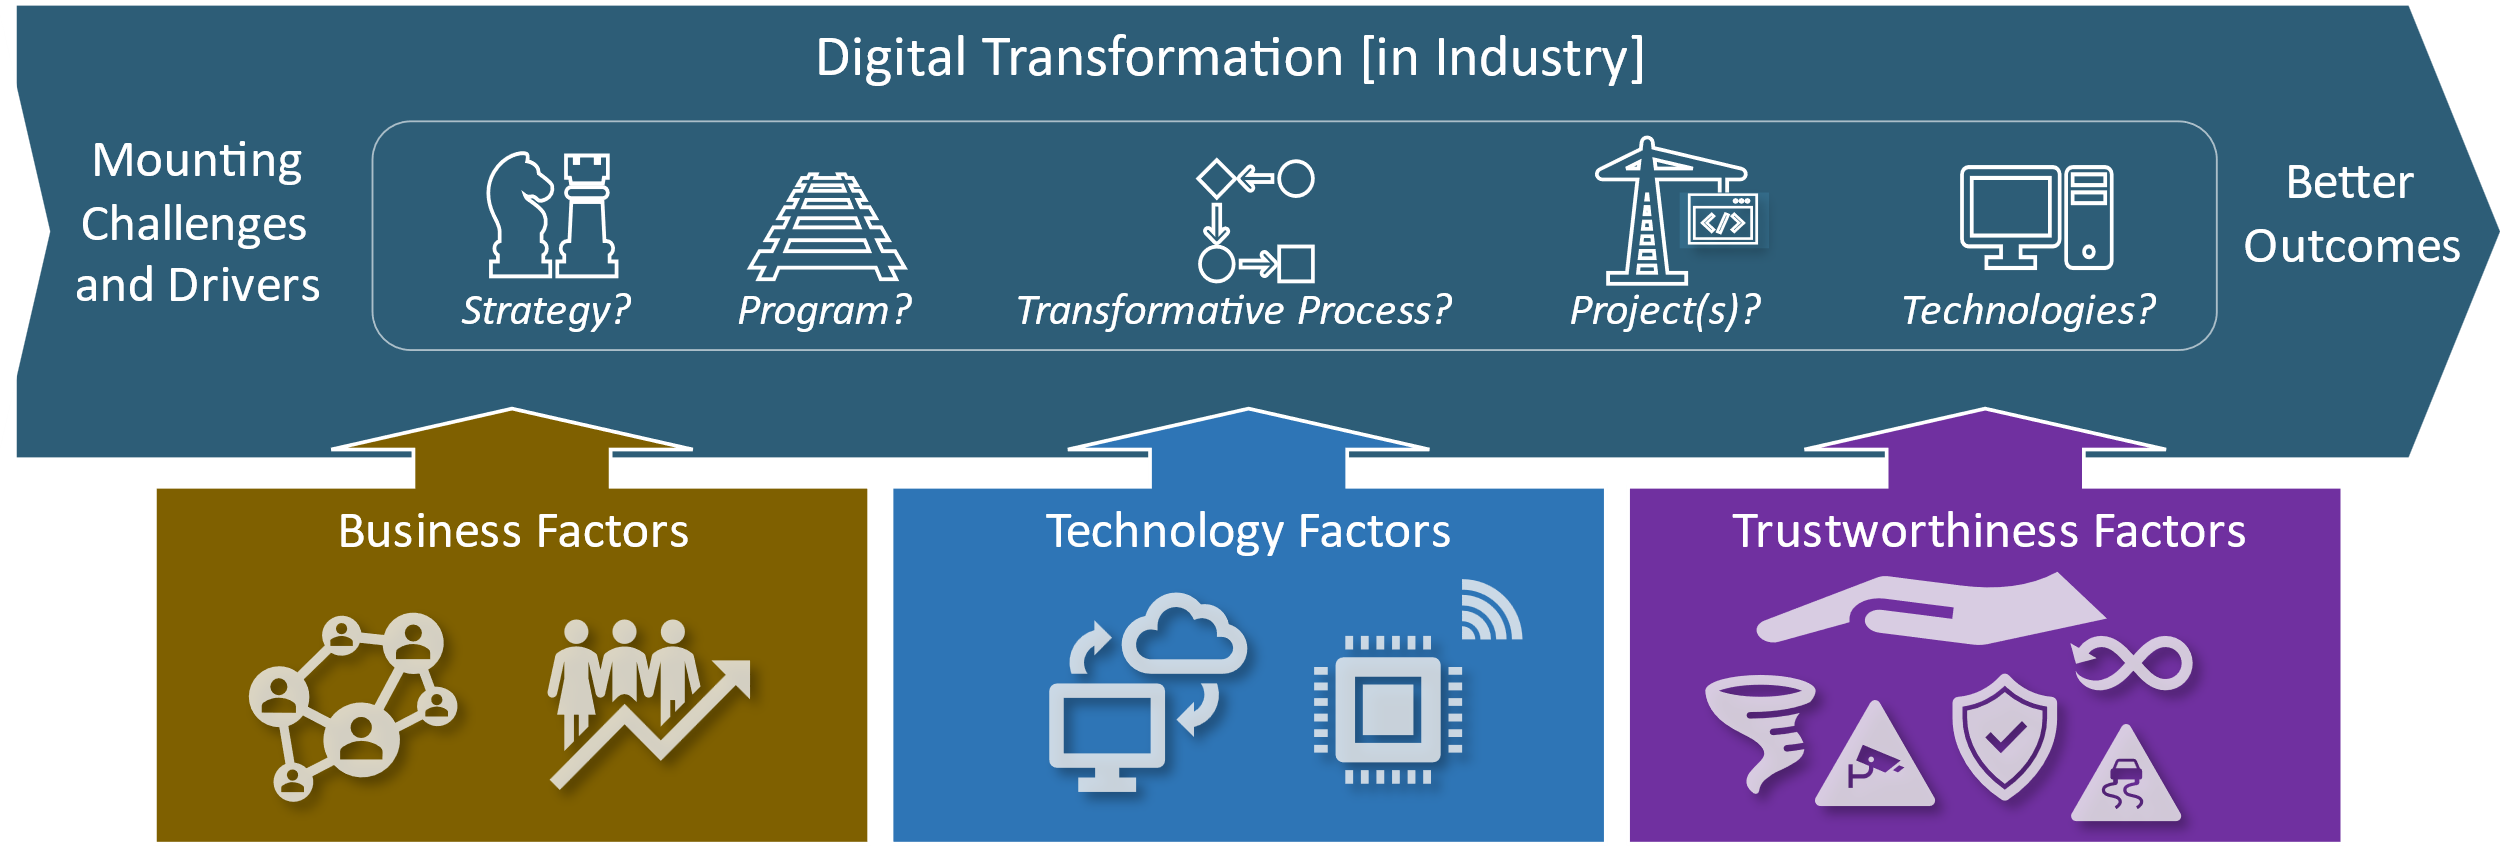 Digital Transformation [in Industry]
Mounting
Challenges
and Drivers
Strategy?
Program?
Transformative Process?
</>
Project(s)?
Technologies?
Better
Outcomes
Business Factors
Technology Factors
Trustworthiness Factors